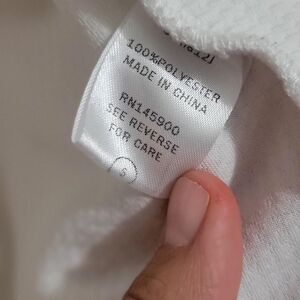 100%POLYESTER
MADE IN CHINA
RN145900
SEE REVERSE
FOR CARE
S